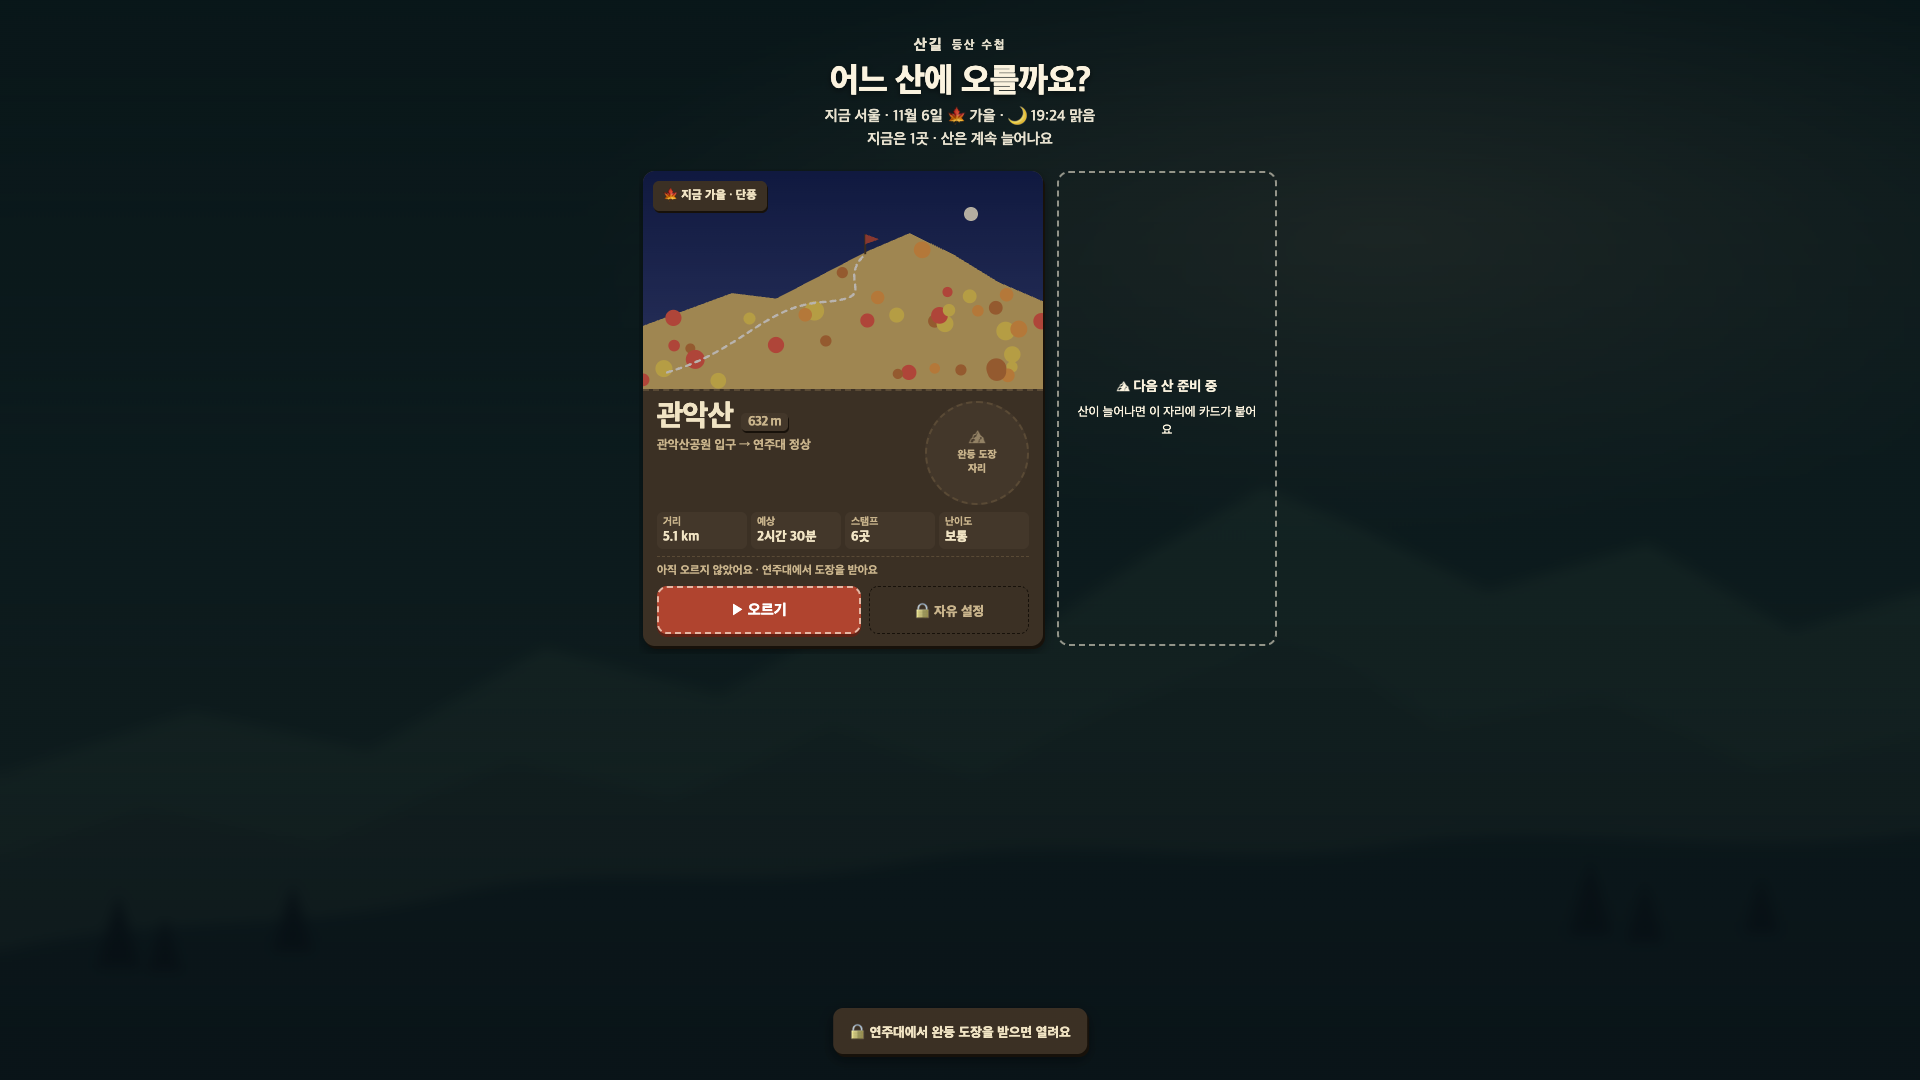 산길 등산 수첩
어느 산에 오를까요?
지금 서울 · 11월 6일 🍁 가을 · 🌙 19:24 맑음
지금은 1곳 · 산은 계속 늘어나요
🍁 지금 가을 · 단풍
관악산 632 m
관악산공원 입구 → 연주대 정상
완등 도장
자리
거리
5.1 km
예상
2시간 30분
스탬프
6곳
난이도
보통
아직 오르지 않았어요 · 연주대에서 도장을 받아요
▶ 오르기
🔒 자유 설정
⛰ 다음 산 준비 중
산이 늘어나면 이 자리에 카드가 붙어
요
🔒 연주대에서 완등 도장을 받으면 열려요